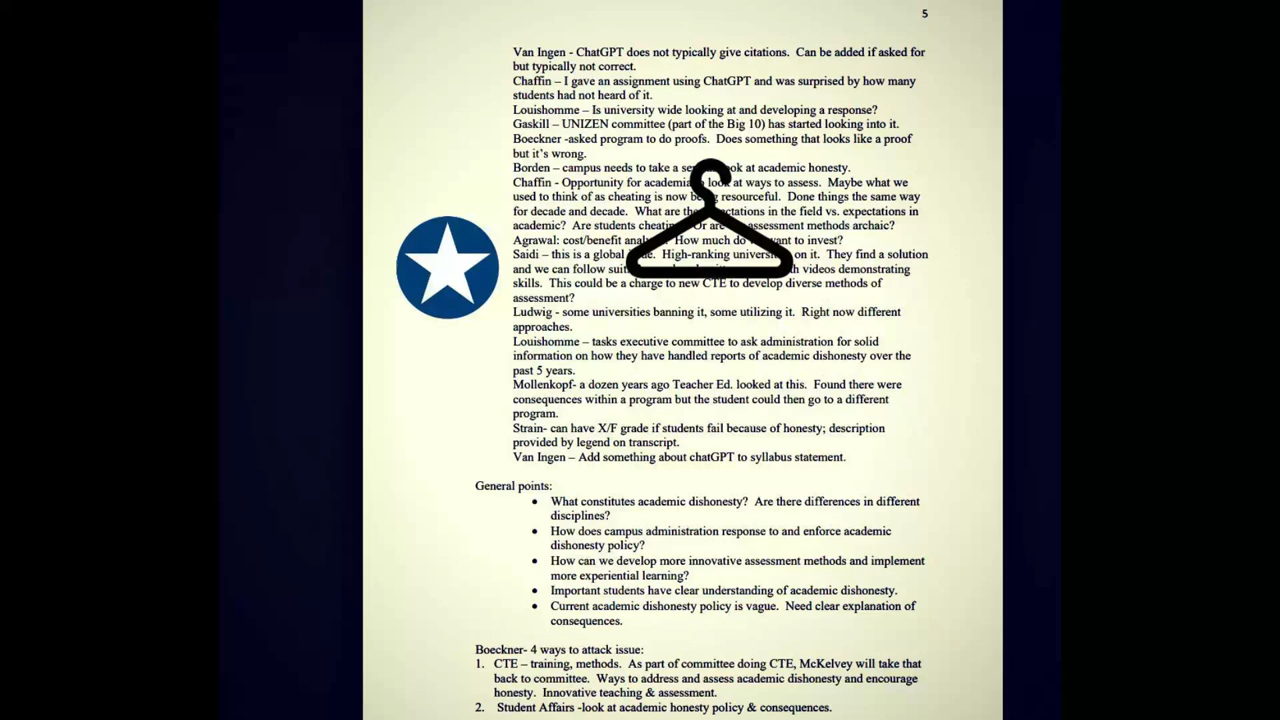 5
Van Ingen - ChatGPT does not typically give citations. Can be added if asked for
but typically not correct.
Chaffin – I gave an assignment using ChatGPT and was surprised by how many
students had not heard of it.
Louishomme – Is university wide looking at and developing a response?
Gaskill – UNIZEN committee (part of the Big 10) has started looking into it.
Boeckner -asked program to do proofs. Does something that looks like a proof
but it's wrong.
Borden – campus needs to take a look at academic honesty.
Chaffin - Opportunity for academia look at ways to assess. Maybe what we
used to think of as cheating is now being resourceful. Done things the same way
for decade and decade. What are the expectations in the field vs. expectations in
academic? Are students cheating? Or are assessment methods archaic?
Agrawal: cost/benefit How much do want to invest?
Saidi – this is a global High-ranking on it. They find a solution
and we can follow suit videos demonstrating
skills. This could be a charge to new CTE to develop diverse methods of
assessment?
Ludwig - some universities banning it, some utilizing it. Right now different
approaches.
Louishomme – tasks executive committee to ask administration for solid
information on how they have handled reports of academic dishonesty over the
past 5 years.
Mollenkopf- a dozen years ago Teacher Ed. looked at this. Found there were
consequences within a program but the student could then go to a different
program.
Strain- can have X/F grade if students fail because of honesty; description
provided by legend on transcript.
Van Ingen – Add something about chatGPT to syllabus statement.
General points:
• What constitutes academic dishonesty? Are there differences in different
disciplines?
• How does campus administration response to and enforce academic
dishonesty policy?
• How can we develop more innovative assessment methods and implement
more experiential learning?
• Important students have clear understanding of academic dishonesty.
• Current academic dishonesty policy is vague. Need clear explanation of
consequences.
Boeckner- 4 ways to attack issue:
1. CTE – training, methods. As part of committee doing CTE, McKelvey will take that
back to committee. Ways to address and assess academic dishonesty and encourage
honesty. Innovative teaching & assessment.
2. Student Affairs -look at academic honesty policy & consequences.